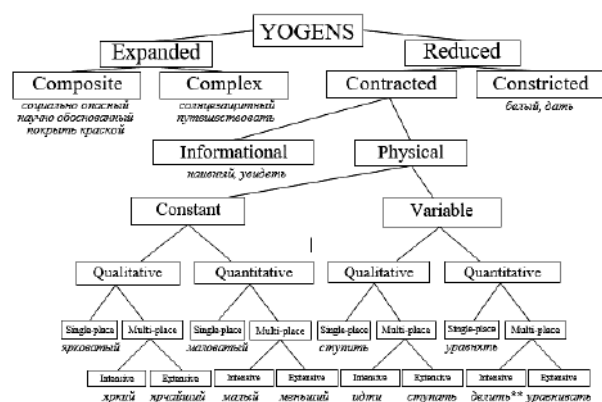 YOGENS
Expanded Reduced
Composite Complex Contracted Constricted
социально опасный солнцезащитный белый, дать
научно обоснованный путешествовать
покрыть краской
Informational Physical
наивный, увидеть
Constant Variable
Qualitative Quantitative Qualitative Quantitative
Single-place Multi-place Single-place Multi-place Single-place Multi-place Single-place Multi-place
ярковатый маловатый ступить уравнять
Intensive Extensive Intensive Extensive Intensive Extensive Intensive Extensive
яркий ярчайший малый меньший идти ступать делить** уравнивать